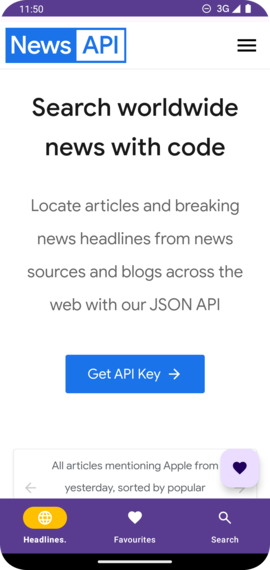 11:50
3G
News API
Search worldwide
news with code
Locate articles and breaking
news headlines from news
sources and blogs across the
web with our JSON API
Get API Key
All articles mentioning Apple from
yesterday, sorted by popular
Headlines.
Favourites
Search